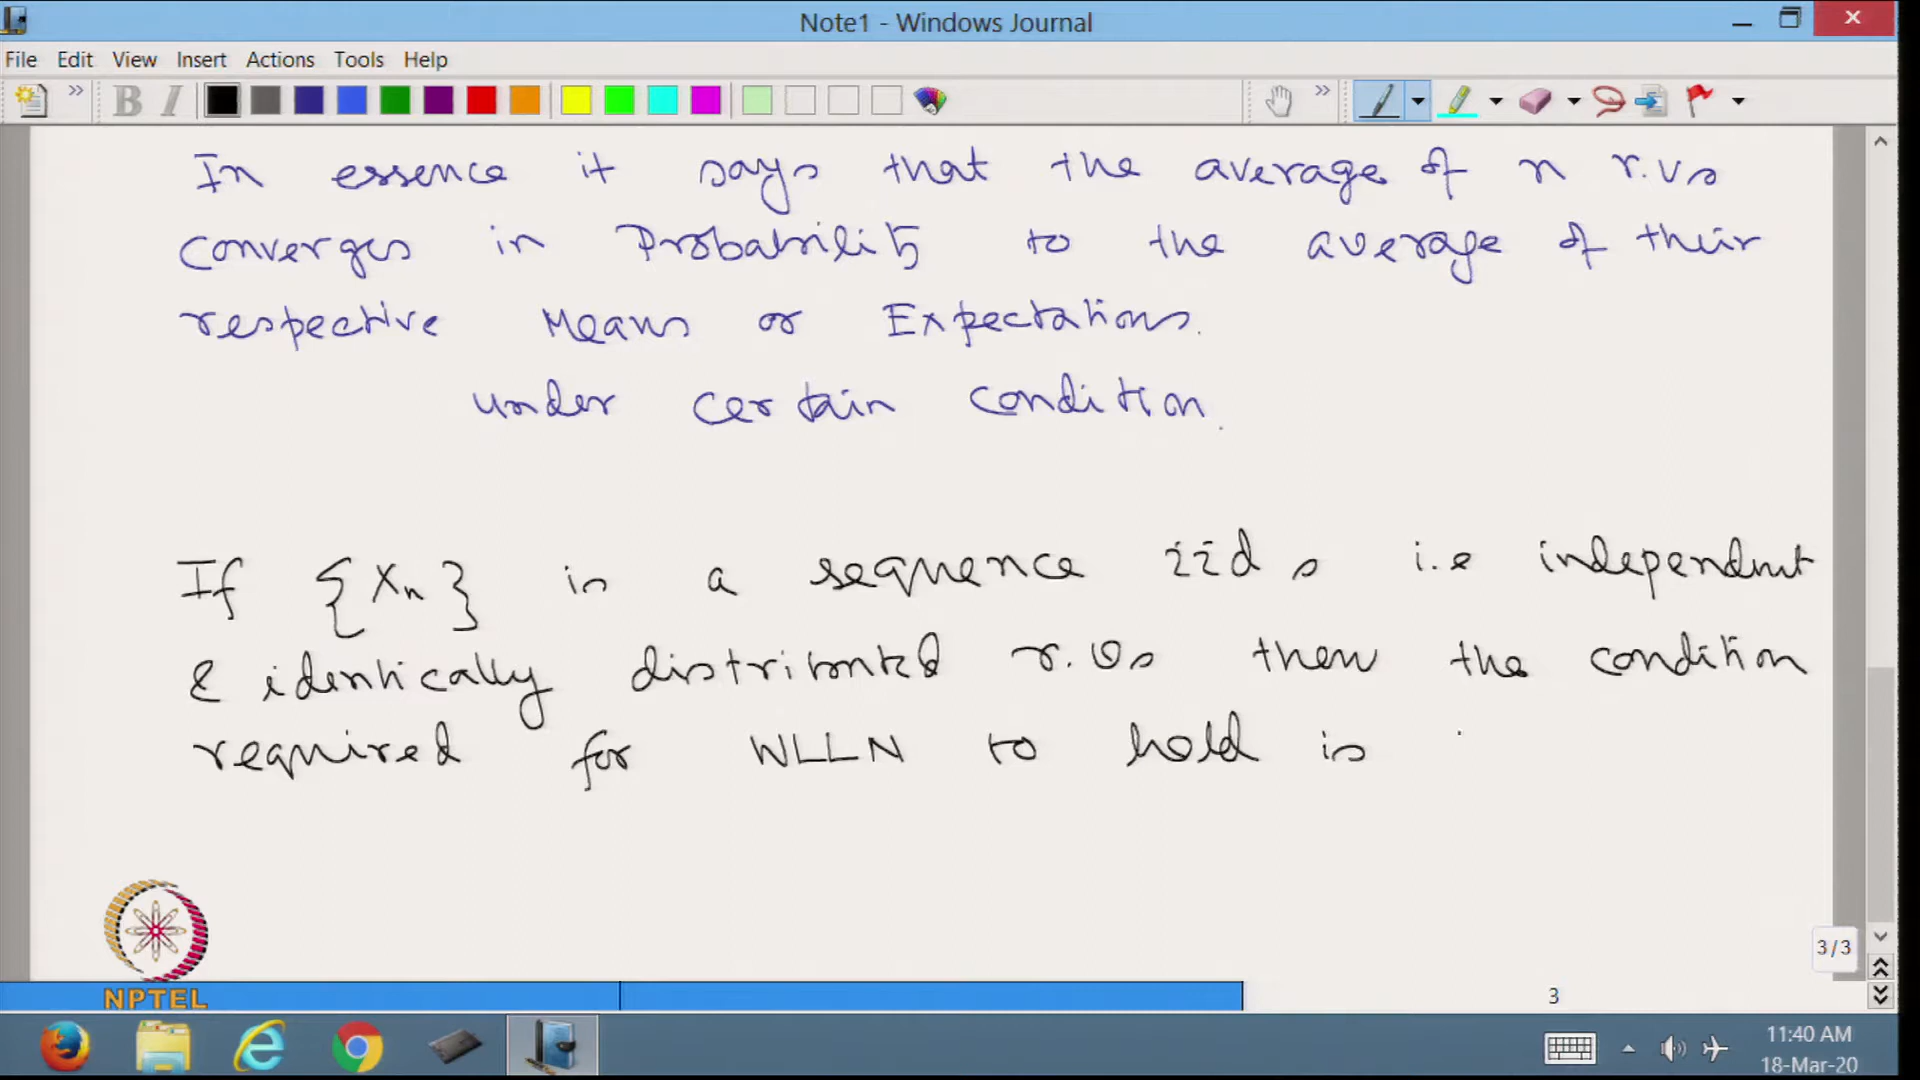 Note1 - Windows Journal
File Edit View Insert Actions Tools Help
B I
In essence it says that the average of n r.vs
converges in Probability to the average of their
respective Means or Expectations.
under certain condition.
If {Xn} is a sequence iid s i.e independent
& identically distributed r.vs then the condition
required for WLLN to hold is
3/3
NPTEL
3
11:40 AM
18-Mar-20